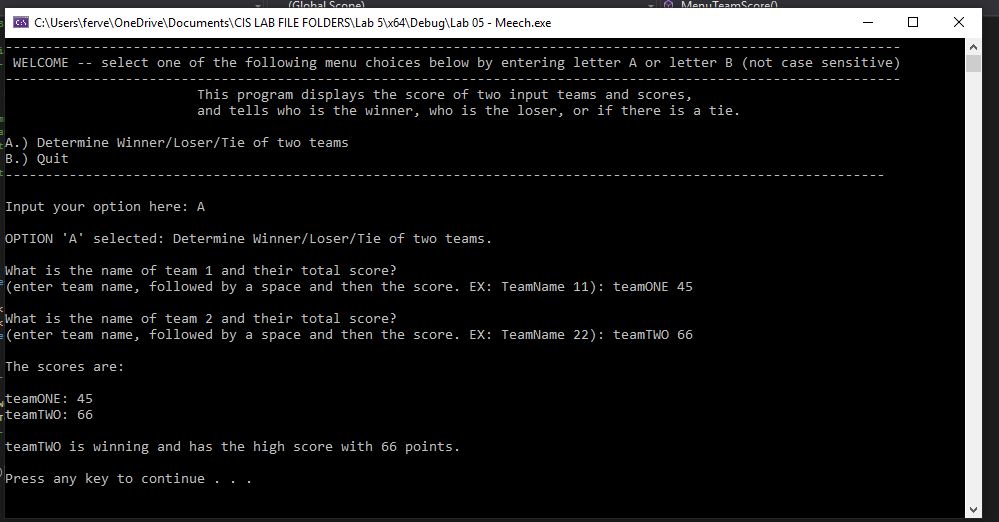 (Global Scope)
MenuTeamScore()
C:\Users\ferve\OneDrive\Documents\CIS LAB FILE FOLDERS\Lab 5\x64\Debug\Lab 05 - Meech.exe
----------------------------------------------------------------------------------------------------------------
WELCOME -- select one of the following menu choices below by entering letter A or letter B (not case sensitive)
----------------------------------------------------------------------------------------------------------------
This program displays the score of two input teams and scores,
and tells who is the winner, who is the loser, or if there is a tie.
A.) Determine Winner/Loser/Tie of two teams
B.) Quit
--------------------------------------------------------------------------------------------------------------
Input your option here: A
OPTION 'A' selected: Determine Winner/Loser/Tie of two teams.
What is the name of team 1 and their total score?
(enter team name, followed by a space and then the score. EX: TeamName 11): teamONE 45
What is the name of team 2 and their total score?
(enter team name, followed by a space and then the score. EX: TeamName 22): teamTWO 66
The scores are:
teamONE: 45
teamTWO: 66
teamTWO is winning and has the high score with 66 points.
Press any key to continue . . .